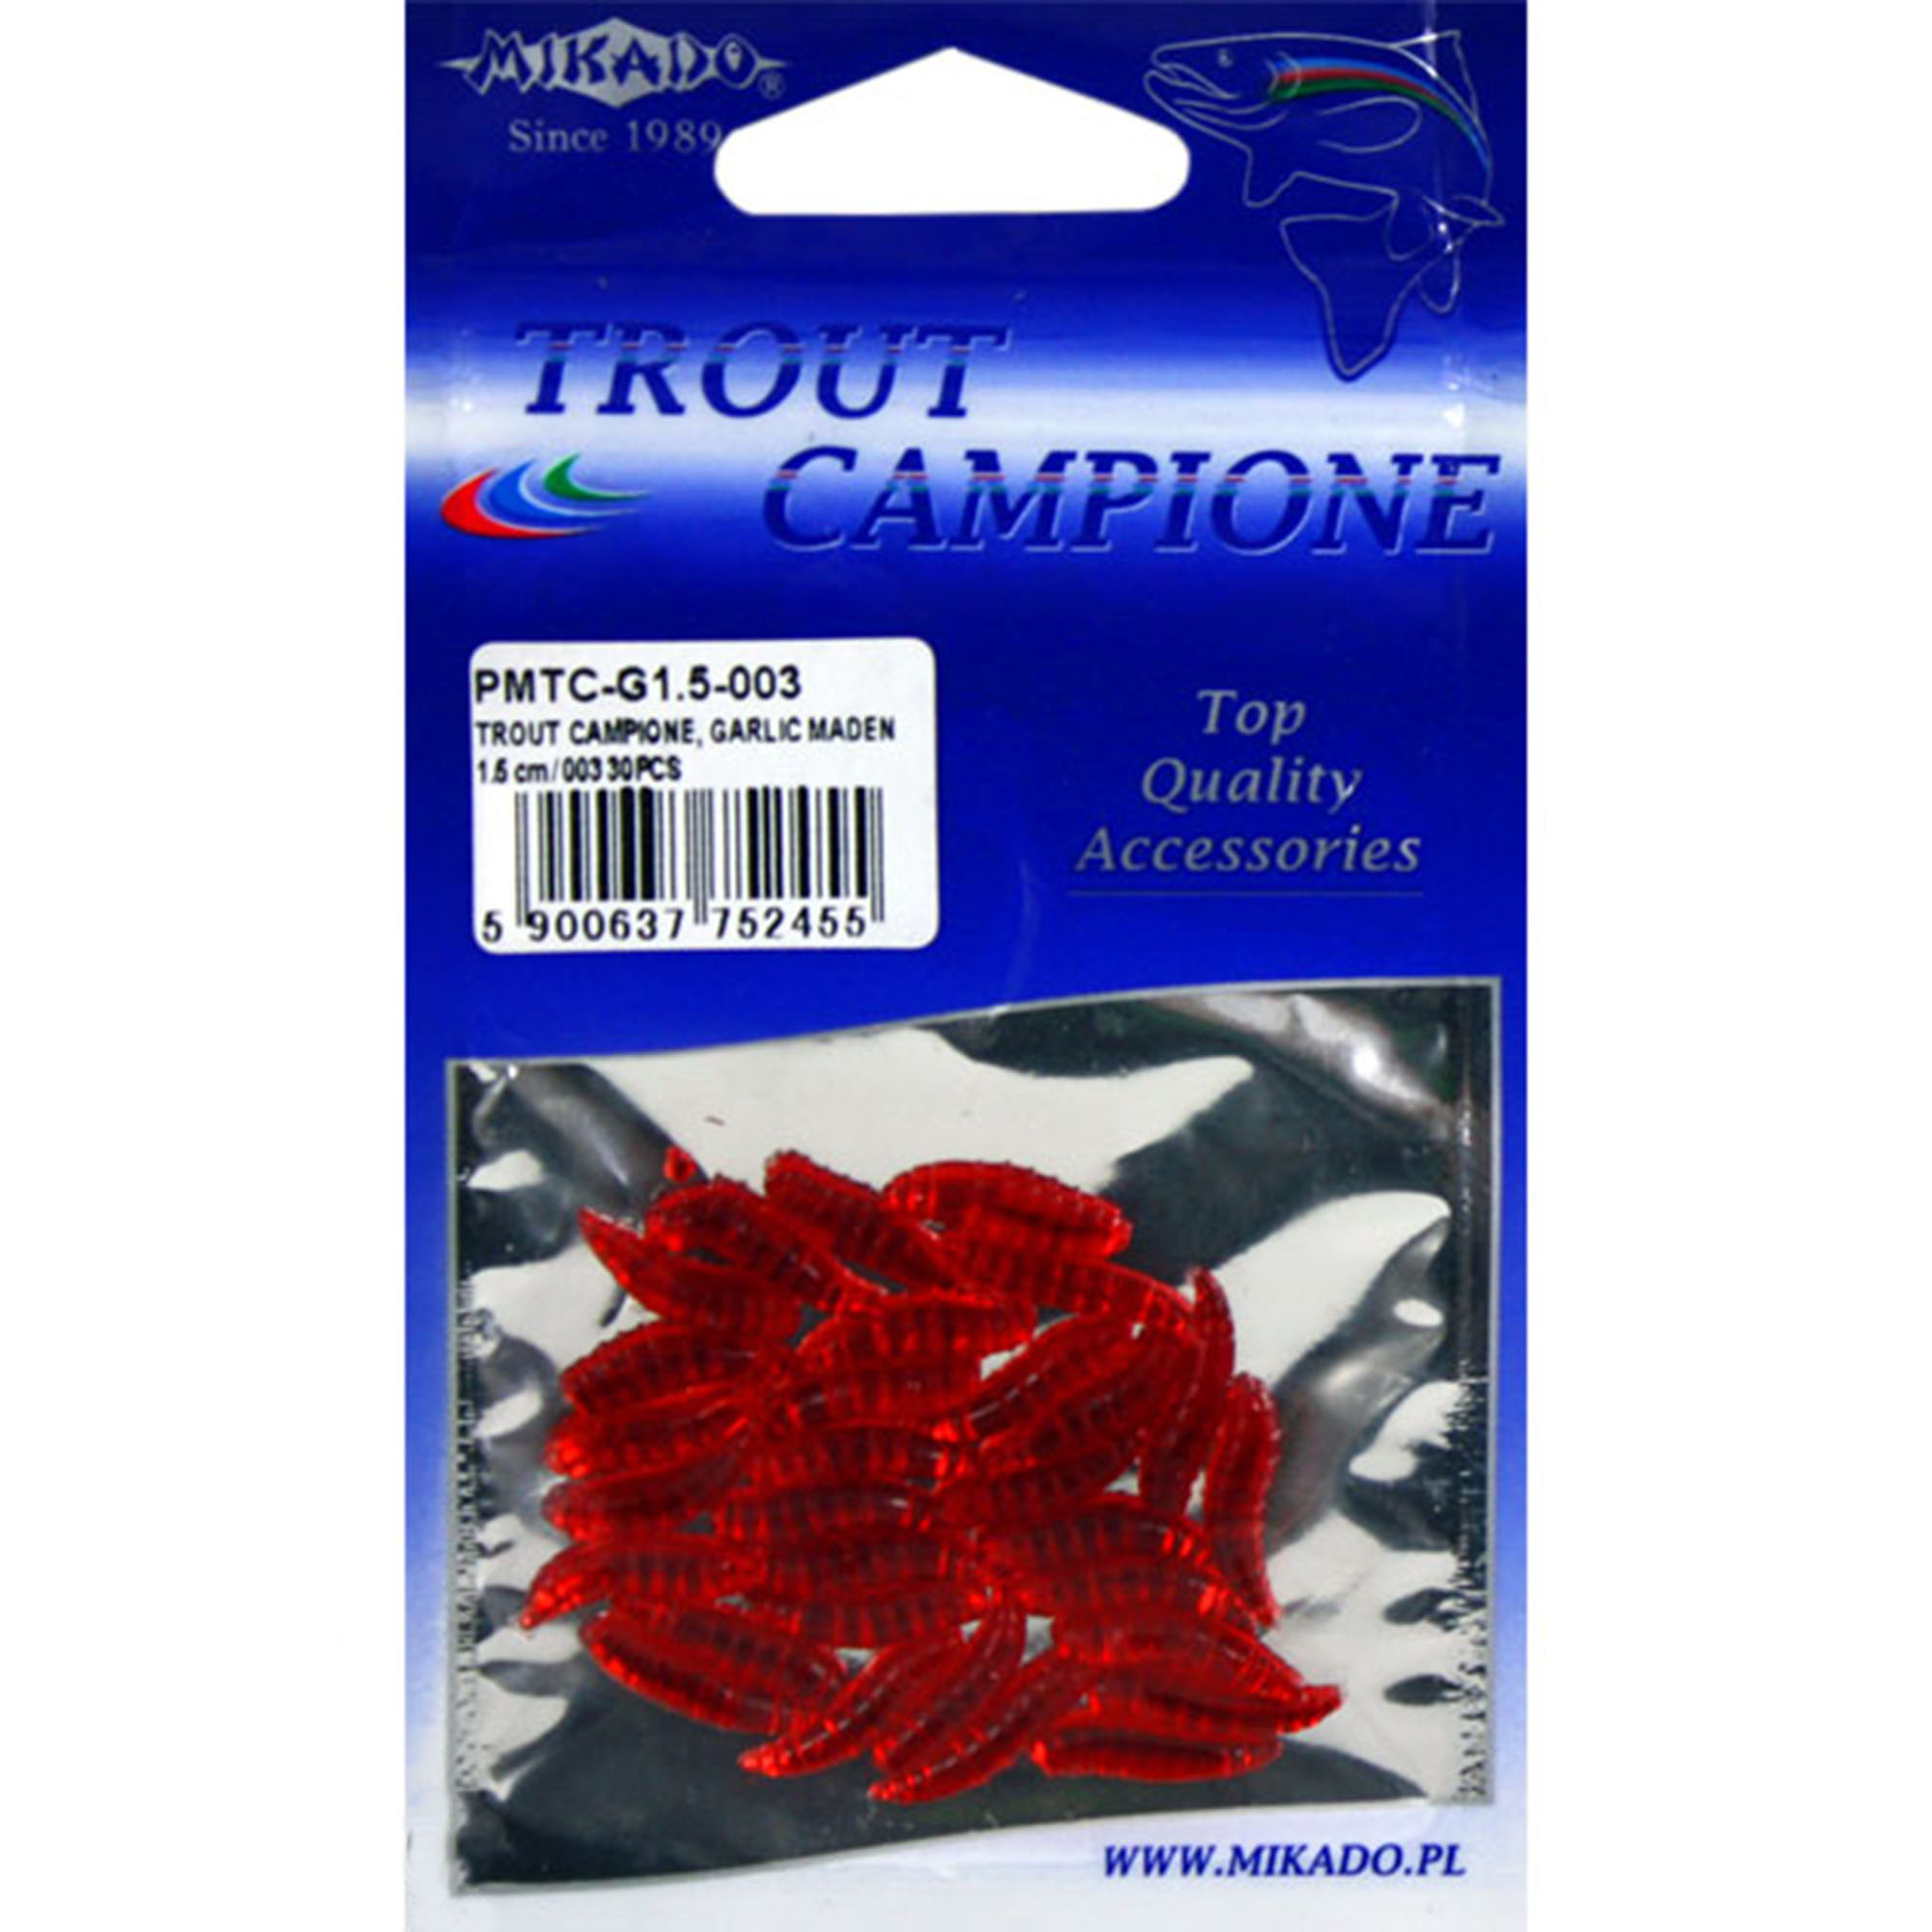 MIKADO®
Since 1989
TROUT
CAMPIONE
PMTC-G1.5-003
TROUT CAMPIONE, GARLIC MADEN
1.5 cm/003 30PCS
5 900637 752455
Top
Quality
Accessories
WWW.MIKADO.PL